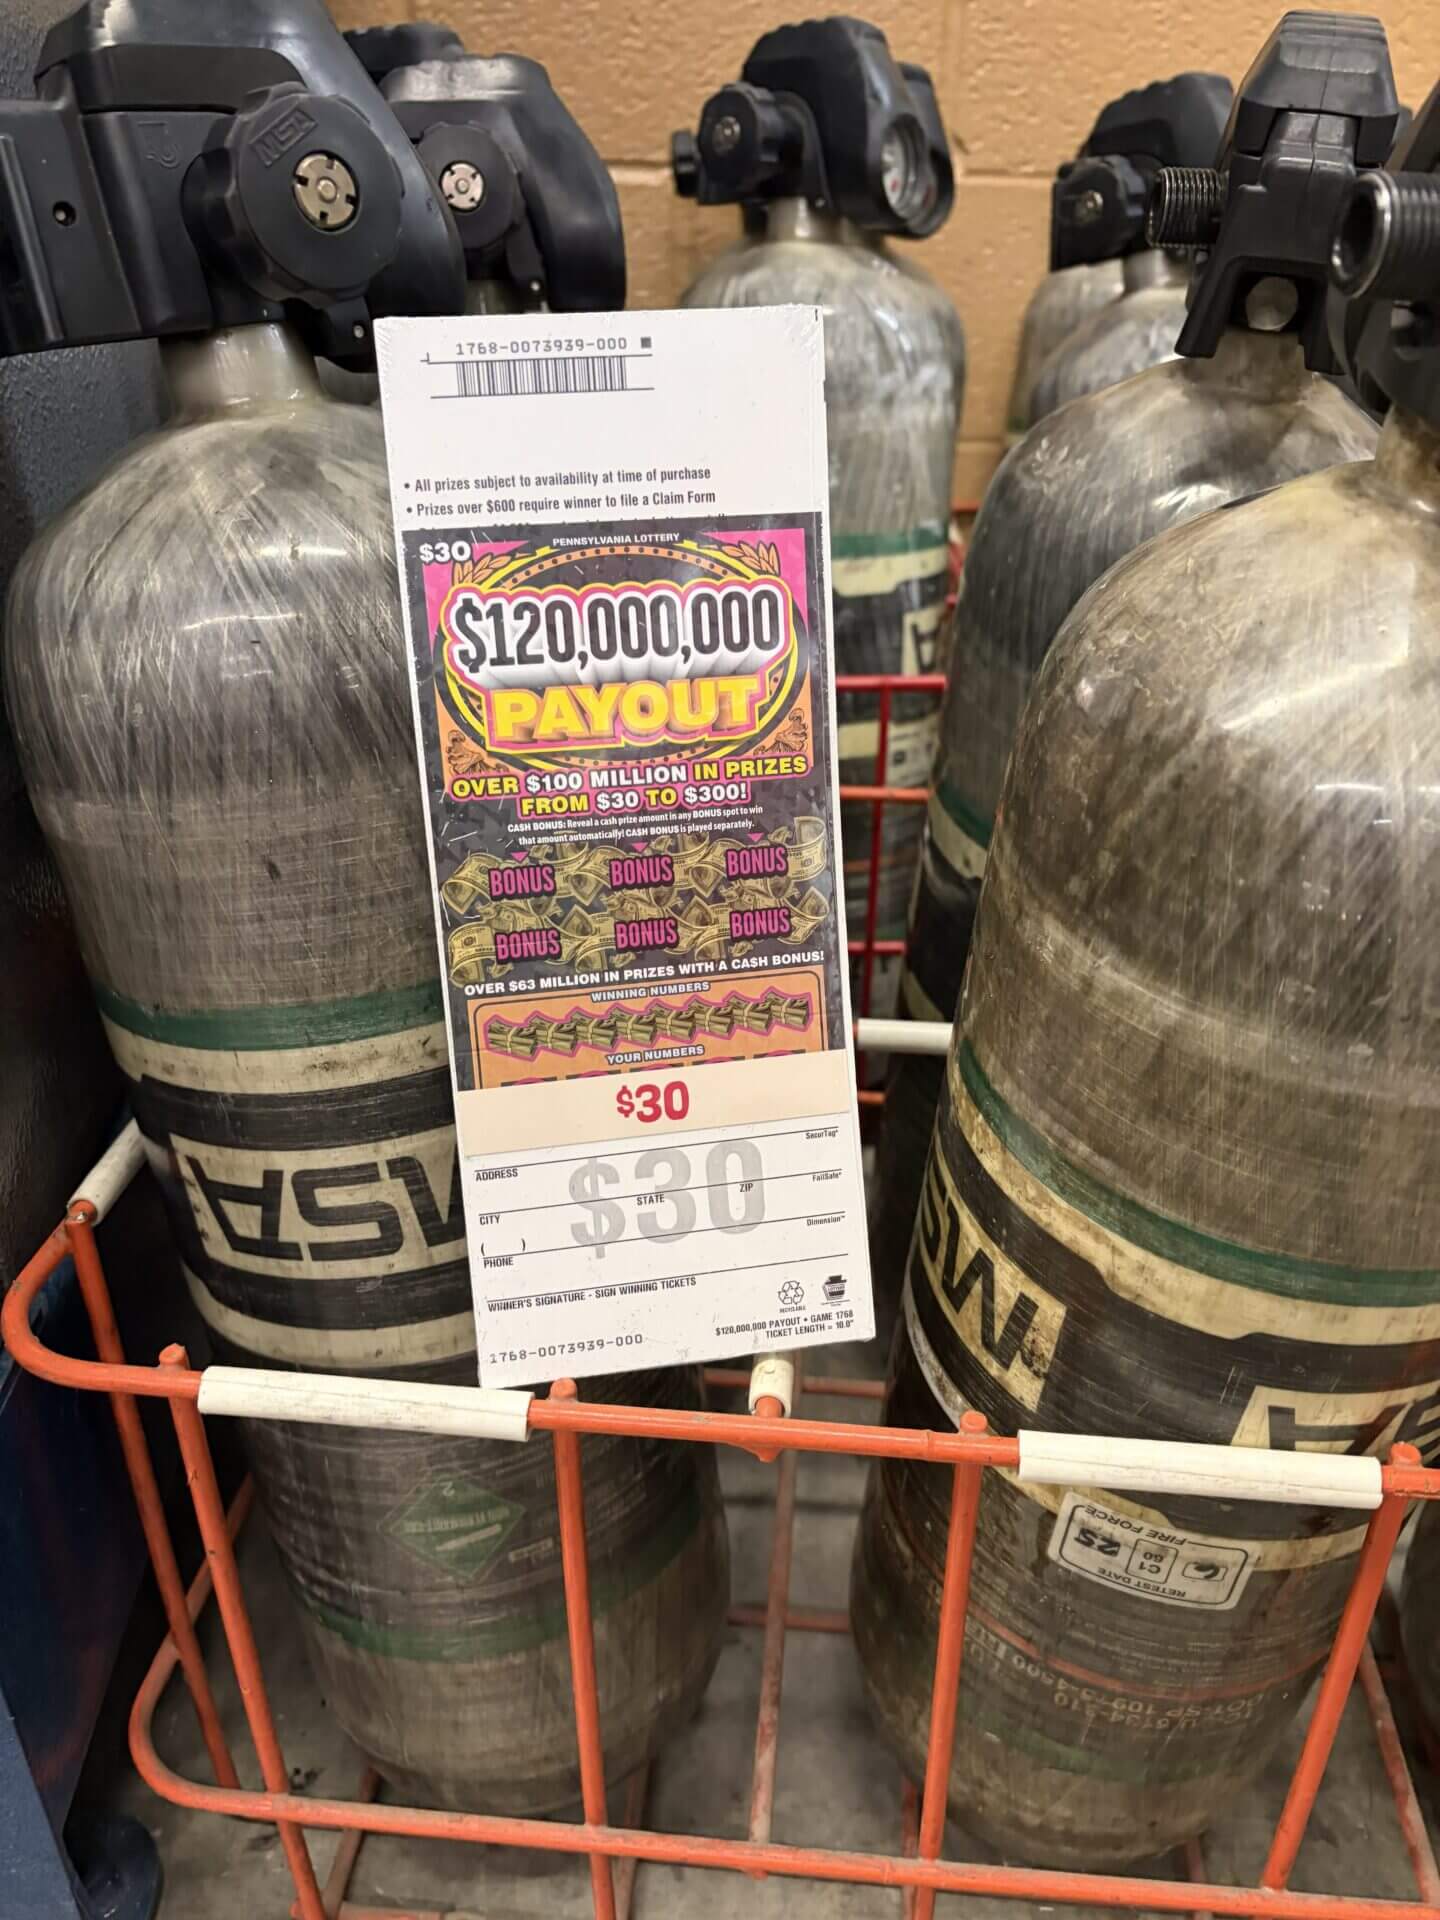 MSA
1768-0073939-000
• All prizes subject to availability at time of purchase
• Prizes over $600 require winner to file a Claim Form
$30
PENNSYLVANIA LOTTERY
$120,000,000
PAYOUT
OVER $100 MILLION IN PRIZES
FROM $30 TO $300!
CASH BONUS: Reveal a cash prize amount in any BONUS spot to win
that amount automatically! CASH BONUS is played separately.
BONUS BONUS BONUS
BONUS BONUS BONUS
OVER $63 MILLION IN PRIZES WITH A CASH BONUS!
WINNING NUMBERS
YOUR NUMBERS
$30
$30
SecurTag®
ADDRESS
FailSafe®
CITY STATE ZIP
Dimension™
( )
PHONE
WINNER'S SIGNATURE - SIGN WINNING TICKETS
RECYCLABLE
$120,000,000 PAYOUT • GAME 1768
TICKET LENGTH = 10.0"
1768-0073939-000
MSA
MSA
RETEST DATE
C1
60
25
FIRE FORCE